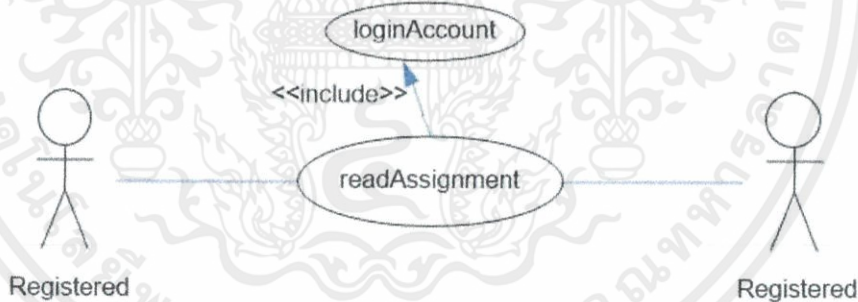 loginAccount
<<include>>
readAssignment
Registered
Registered